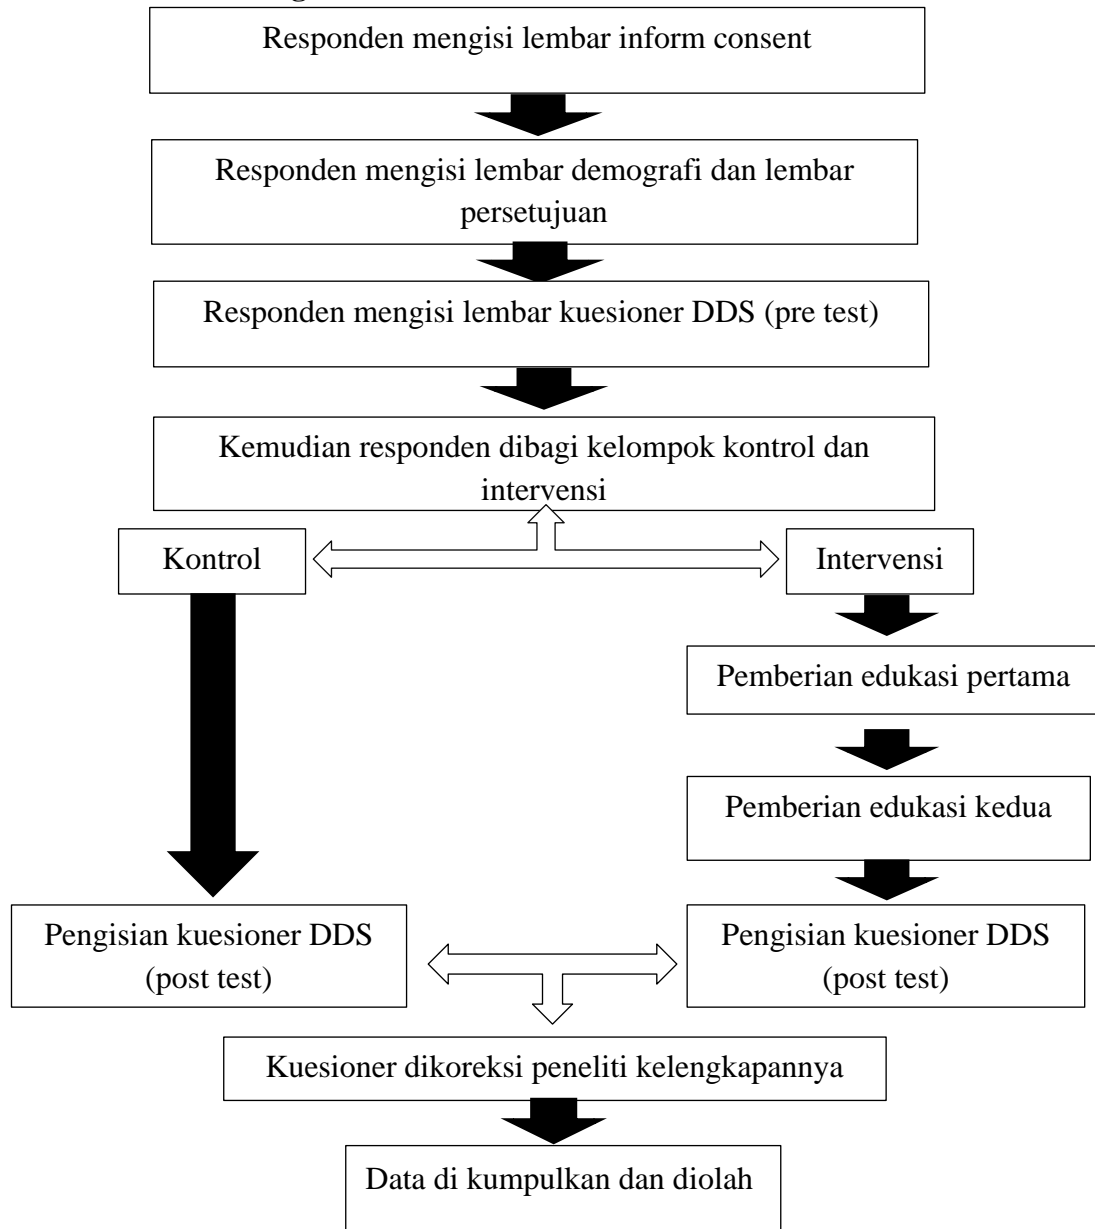 Responden mengisi lembar inform consent
Responden mengisi lembar demografi dan lembar
persetujuan
Responden mengisi lembar kuesioner DDS (pre test)
Kemudian responden dibagi kelompok kontrol dan
intervensi
Kontrol
Intervensi
Pemberian edukasi pertama
Pemberian edukasi kedua
Pengisian kuesioner DDS
(post test)
Pengisian kuesioner DDS
(post test)
Kuesioner dikoreksi peneliti kelengkapannya
Data di kumpulkan dan diolah